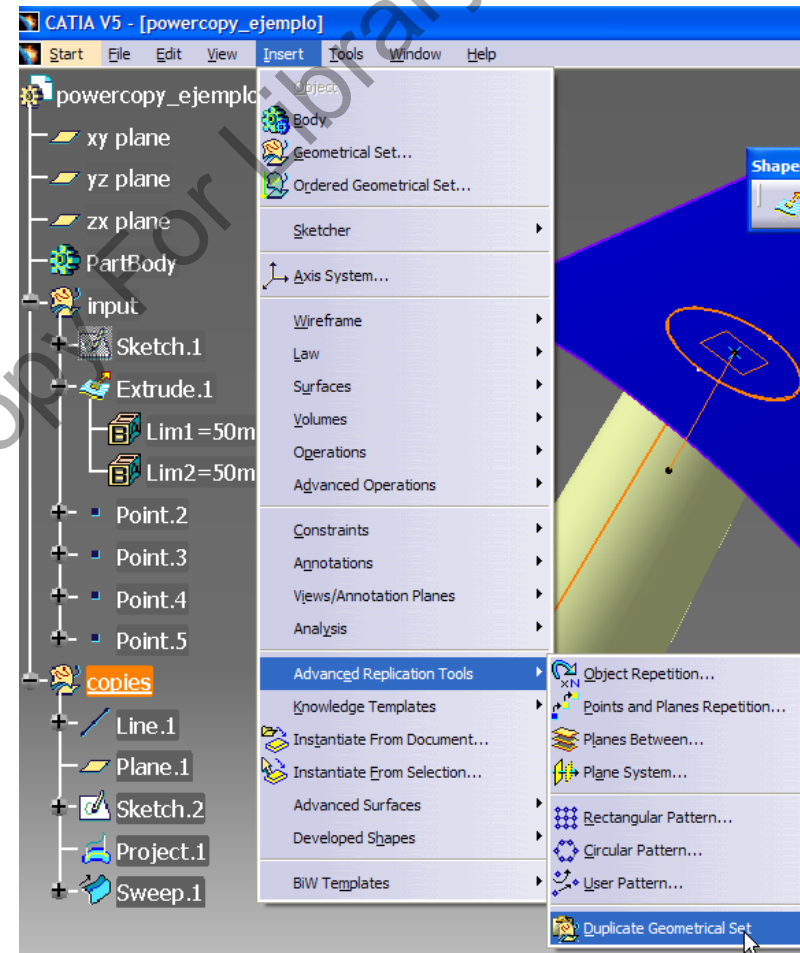 CATIA V5 - [powercopy_ejemplo]
Start File Edit View Insert Tools Window Help
powercopy_ejemplo
xy plane
yz plane
zx plane
PartBody
input
Sketch.1
Extrude.1
Lim1=50m
Lim2=50m
Point.2
Point.3
Point.4
Point.5
copies
Line.1
Plane.1
Sketch.2
Project.1
Sweep.1
Object
Body
Geometrical Set...
Ordered Geometrical Set...
Sketcher
Axis System...
Wireframe
Law
Surfaces
Volumes
Operations
Advanced Operations
Constraints
Annotations
Views/Annotation Planes
Analysis
Advanced Replication Tools
Knowledge Templates
Instantiate From Document...
Instantiate From Selection...
Advanced Surfaces
Developed Shapes
BiW Templates
Object Repetition...
Points and Planes Repetition...
Planes Between...
Plane System...
Rectangular Pattern...
Circular Pattern...
User Pattern...
Duplicate Geometrical Set
Shape
Copy For Library